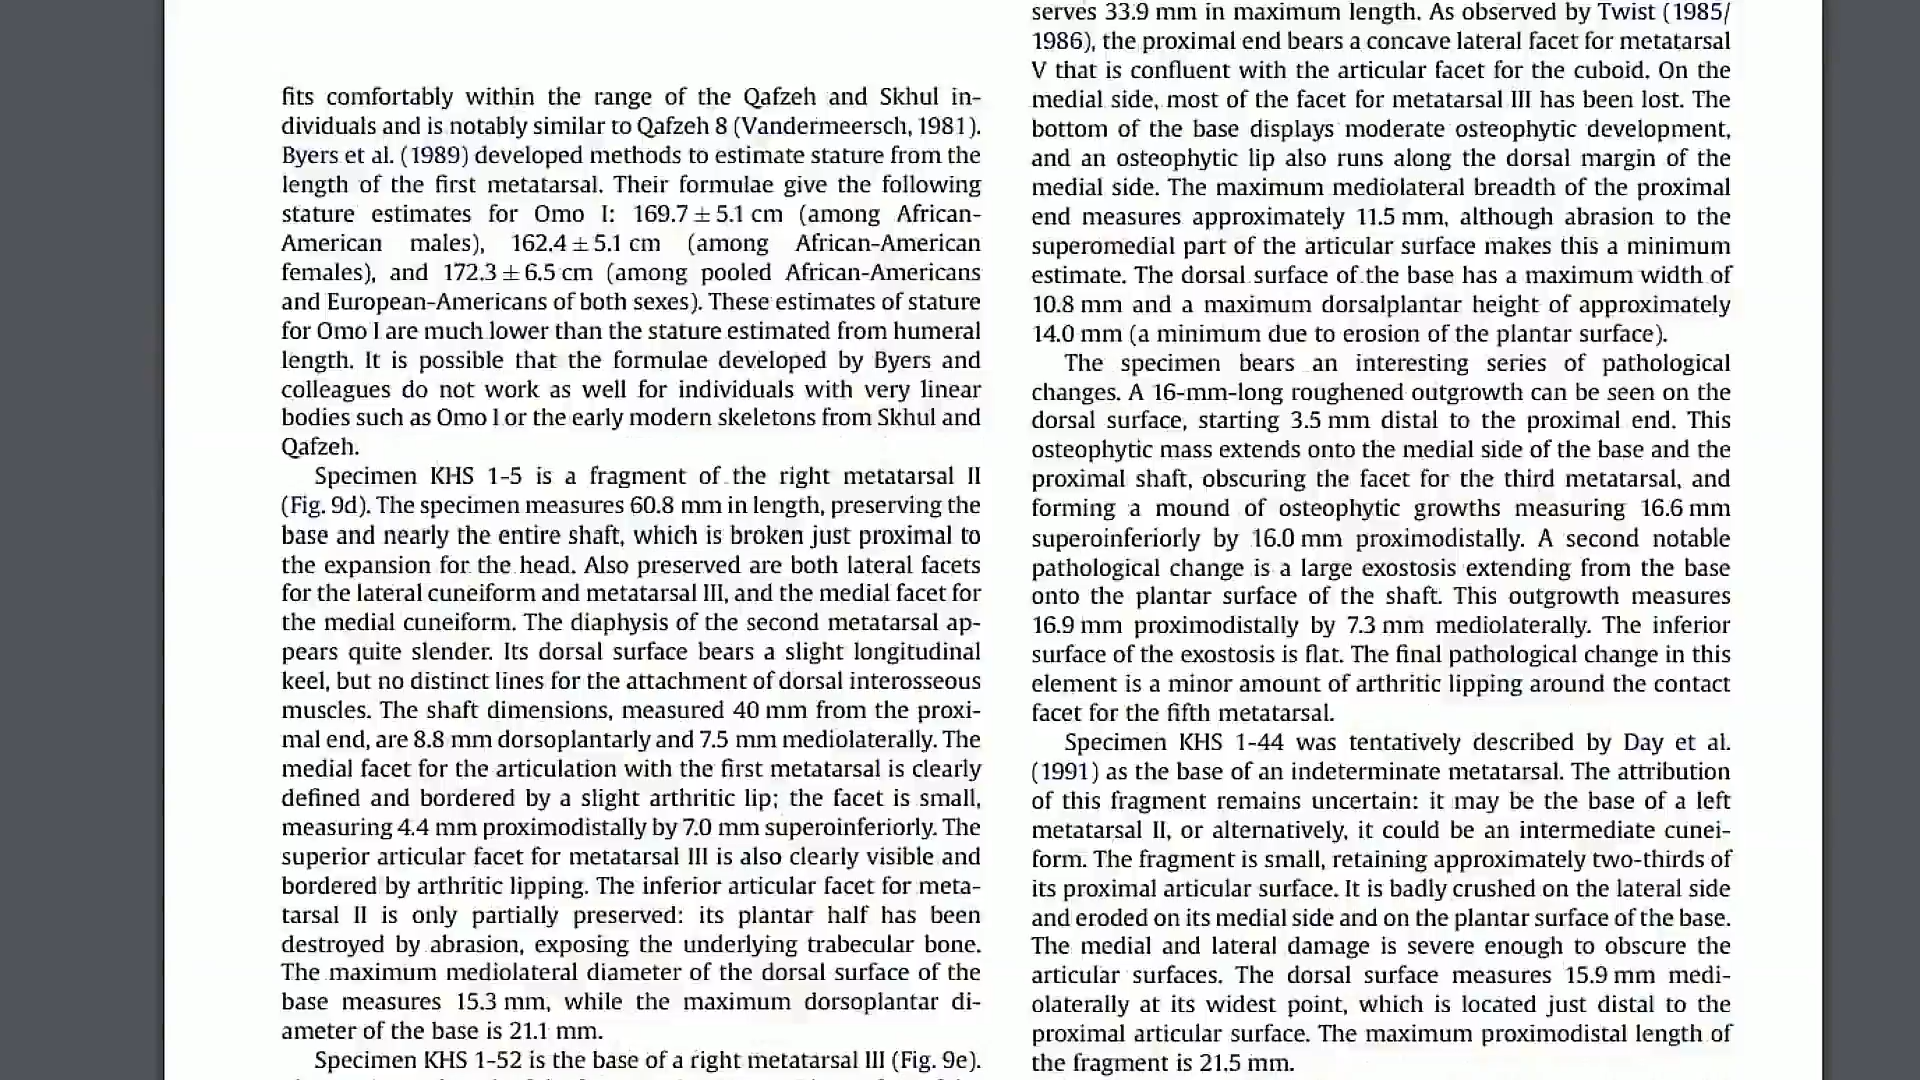 fits comfortably within the range of the Qafzeh and Skhul in-
dividuals and is notably similar to Qafzeh 8 (Vandermeersch, 1981).
Byers et al. (1989) developed methods to estimate stature from the
length of the first metatarsal. Their formulae give the following
stature estimates for Omo I: 169.7 ± 5.1 cm (among African-
American males), 162.4 ± 5.1 cm (among African-American
females), and 172.3 ± 6.5 cm (among pooled African-Americans
and European-Americans of both sexes). These estimates of stature
for Omo I are much lower than the stature estimated from humeral
length. It is possible that the formulae developed by Byers and
colleagues do not work as well for individuals with very linear
bodies such as Omo I or the early modern skeletons from Skhul and
Qafzeh.
Specimen KHS 1-5 is a fragment of the right metatarsal II
(Fig. 9d). The specimen measures 60.8 mm in length, preserving the
base and nearly the entire shaft, which is broken just proximal to
the expansion for the head. Also preserved are both lateral facets
for the lateral cuneiform and metatarsal III, and the medial facet for
the medial cuneiform. The diaphysis of the second metatarsal ap-
pears quite slender. Its dorsal surface bears a slight longitudinal
keel, but no distinct lines for the attachment of dorsal interosseous
muscles. The shaft dimensions, measured 40 mm from the proxi-
mal end, are 8.8 mm dorsoplantarly and 7.5 mm mediolaterally. The
medial facet for the articulation with the first metatarsal is clearly
defined and bordered by a slight arthritic lip; the facet is small,
measuring 4.4 mm proximodistally by 7.0 mm superoinferiorly. The
superior articular facet for metatarsal III is also clearly visible and
bordered by arthritic lipping. The inferior articular facet for meta-
tarsal II is only partially preserved: its plantar half has been
destroyed by abrasion, exposing the underlying trabecular bone.
The maximum mediolateral diameter of the dorsal surface of the
base measures 15.3 mm, while the maximum dorsoplantar di-
ameter of the base is 21.1 mm.
Specimen KHS 1-52 is the base of a right metatarsal III (Fig. 9e).
serves 33.9 mm in maximum length. As observed by Twist (1985/
1986), the proximal end bears a concave lateral facet for metatarsal
V that is confluent with the articular facet for the cuboid. On the
medial side, most of the facet for metatarsal III has been lost. The
bottom of the base displays moderate osteophytic development,
and an osteophytic lip also runs along the dorsal margin of the
medial side. The maximum mediolateral breadth of the proximal
end measures approximately 11.5 mm, although abrasion to the
superomedial part of the articular surface makes this a minimum
estimate. The dorsal surface of the base has a maximum width of
10.8 mm and a maximum dorsalplantar height of approximately
14.0 mm (a minimum due to erosion of the plantar surface).
The specimen bears an interesting series of pathological
changes. A 16-mm-long roughened outgrowth can be seen on the
dorsal surface, starting 3.5 mm distal to the proximal end. This
osteophytic mass extends onto the medial side of the base and the
proximal shaft, obscuring the facet for the third metatarsal, and
forming a mound of osteophytic growths measuring 16.6 mm
superoinferiorly by 16.0 mm proximodistally. A second notable
pathological change is a large exostosis extending from the base
onto the plantar surface of the shaft. This outgrowth measures
16.9 mm proximodistally by 7.3 mm mediolaterally. The inferior
surface of the exostosis is flat. The final pathological change in this
element is a minor amount of arthritic lipping around the contact
facet for the fifth metatarsal.
Specimen KHS 1-44 was tentatively described by Day et al.
(1991) as the base of an indeterminate metatarsal. The attribution
of this fragment remains uncertain: it may be the base of a left
metatarsal II, or alternatively, it could be an intermediate cunei-
form. The fragment is small, retaining approximately two-thirds of
its proximal articular surface. It is badly crushed on the lateral side
and eroded on its medial side and on the plantar surface of the base.
The medial and lateral damage is severe enough to obscure the
articular surfaces. The dorsal surface measures 15.9 mm medi-
olaterally at its widest point, which is located just distal to the
proximal articular surface. The maximum proximodistal length of
the fragment is 21.5 mm.